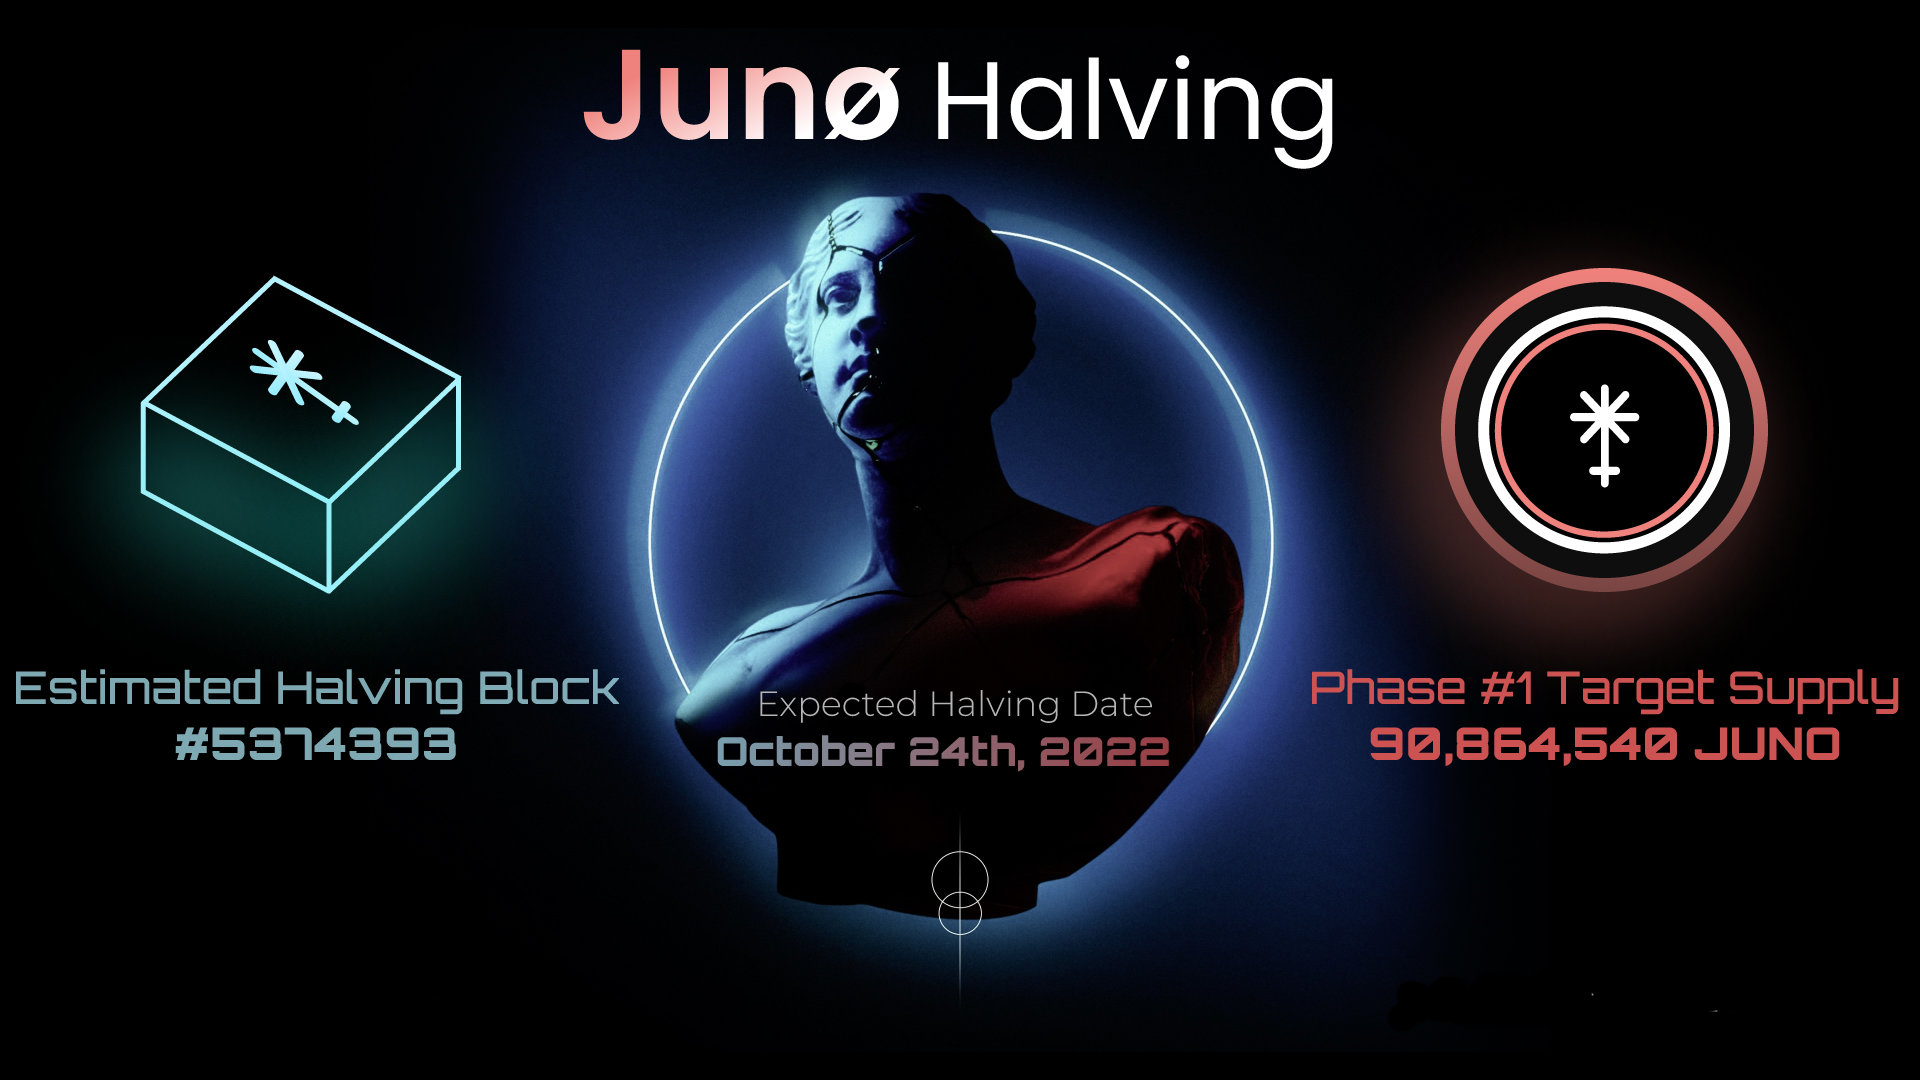 Junø Halving
Estimated Halving Block
#5374393
Expected Halving Date
October 24th, 2022
Phase #1 Target Supply
90,864,540 JUNO